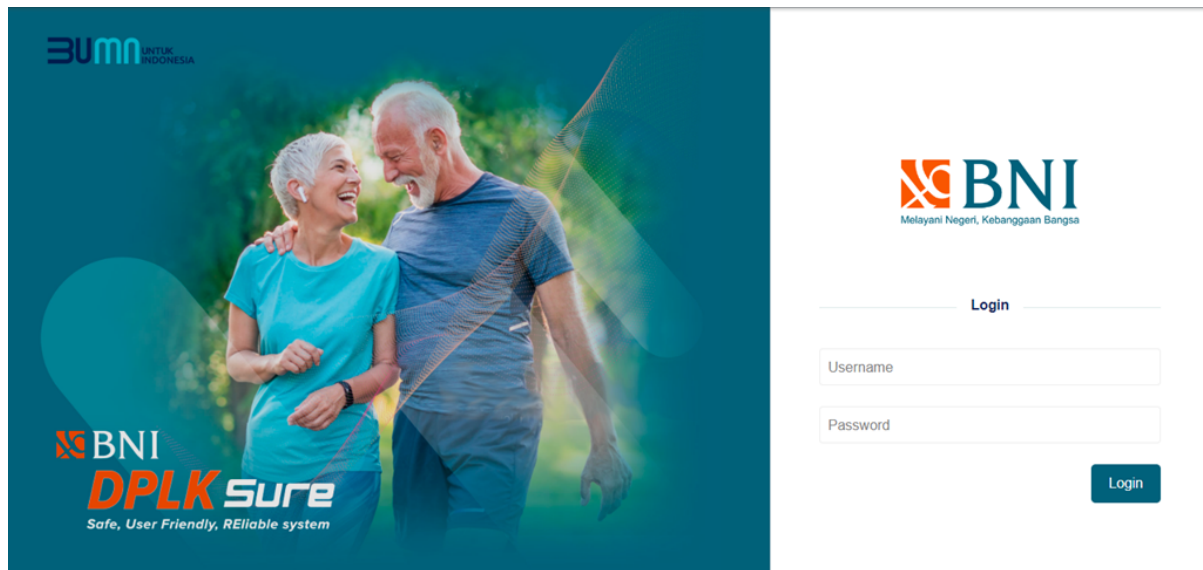 BUMN UNTUK
INDONESIA
BNI
DPLK Sure
Safe, User Friendly, REliable system
BNI
Melayani Negeri, Kebanggaan Bangsa
Login
Username
Password
Login